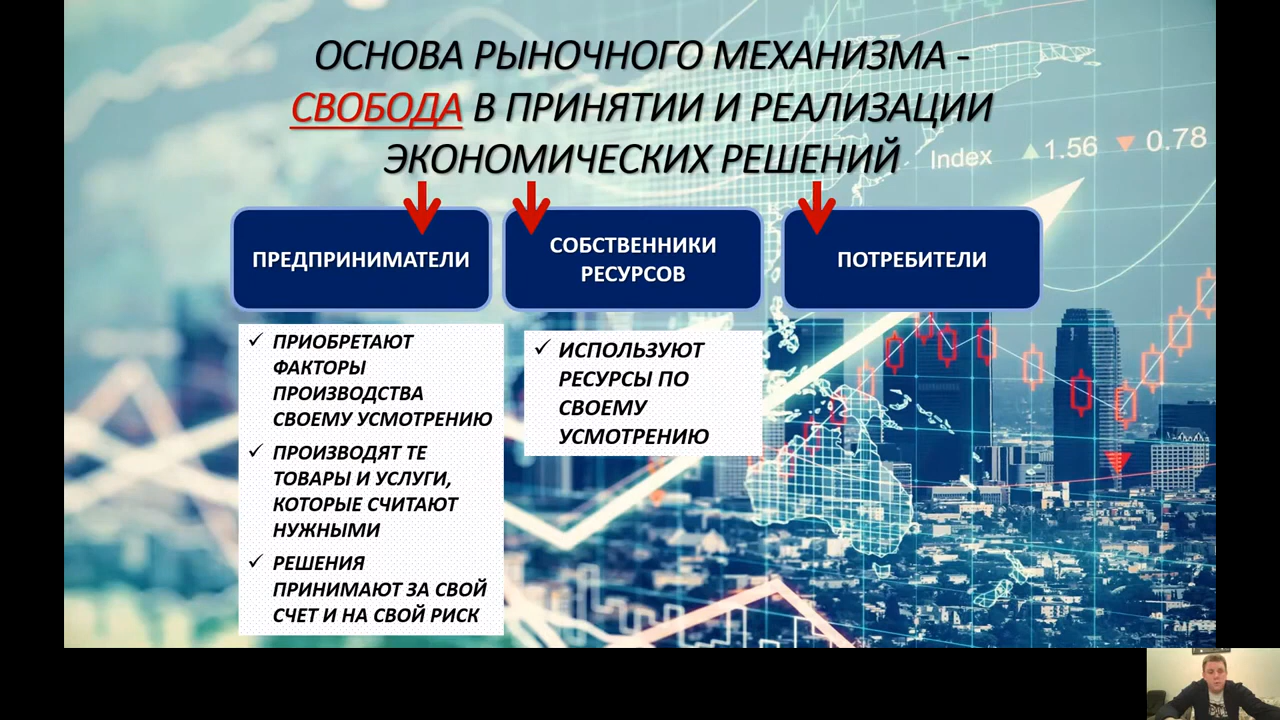 ОСНОВА РЫНОЧНОГО МЕХАНИЗМА -
СВОБОДА В ПРИНЯТИИ И РЕАЛИЗАЦИИ
ЭКОНОМИЧЕСКИХ РЕШЕНИЙ
Index ▲1.56 ▼0.78
ПРЕДПРИНИМАТЕЛИ
✓ ПРИОБРЕТАЮТ
ФАКТОРЫ
ПРОИЗВОДСТВА
СВОЕМУ УСМОТРЕНИЮ
✓ ПРОИЗВОДЯТ ТЕ
ТОВАРЫ И УСЛУГИ,
КОТОРЫЕ СЧИТАЮТ
НУЖНЫМИ
✓ РЕШЕНИЯ
ПРИНИМАЮТ ЗА СВОЙ
СЧЕТ И НА СВОЙ РИСК
СОБСТВЕННИКИ
РЕСУРСОВ
✓ ИСПОЛЬЗУЮТ
РЕСУРСЫ ПО
СВОЕМУ
УСМОТРЕНИЮ
ПОТРЕБИТЕЛИ